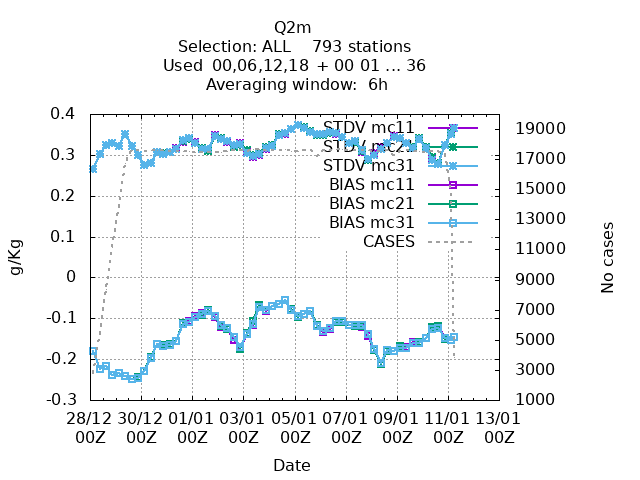 Q2m
Selection: ALL    793 stations
Used  00,06,12,18  + 00 01 ... 36
Averaging window:  6h
0.4
0.3
0.2
0.1
0
-0.1
-0.2
-0.3
g/Kg
STDV mc11
STDV mc21
STDV mc31
BIAS mc11
BIAS mc21
BIAS mc31
CASES
19000
17000
15000
13000
11000
9000
7000
5000
3000
1000
No cases
28/12 30/12 01/01 03/01 05/01 07/01 09/01 11/01 13/01
00Z 00Z 00Z 00Z 00Z 00Z 00Z 00Z 00Z
Date